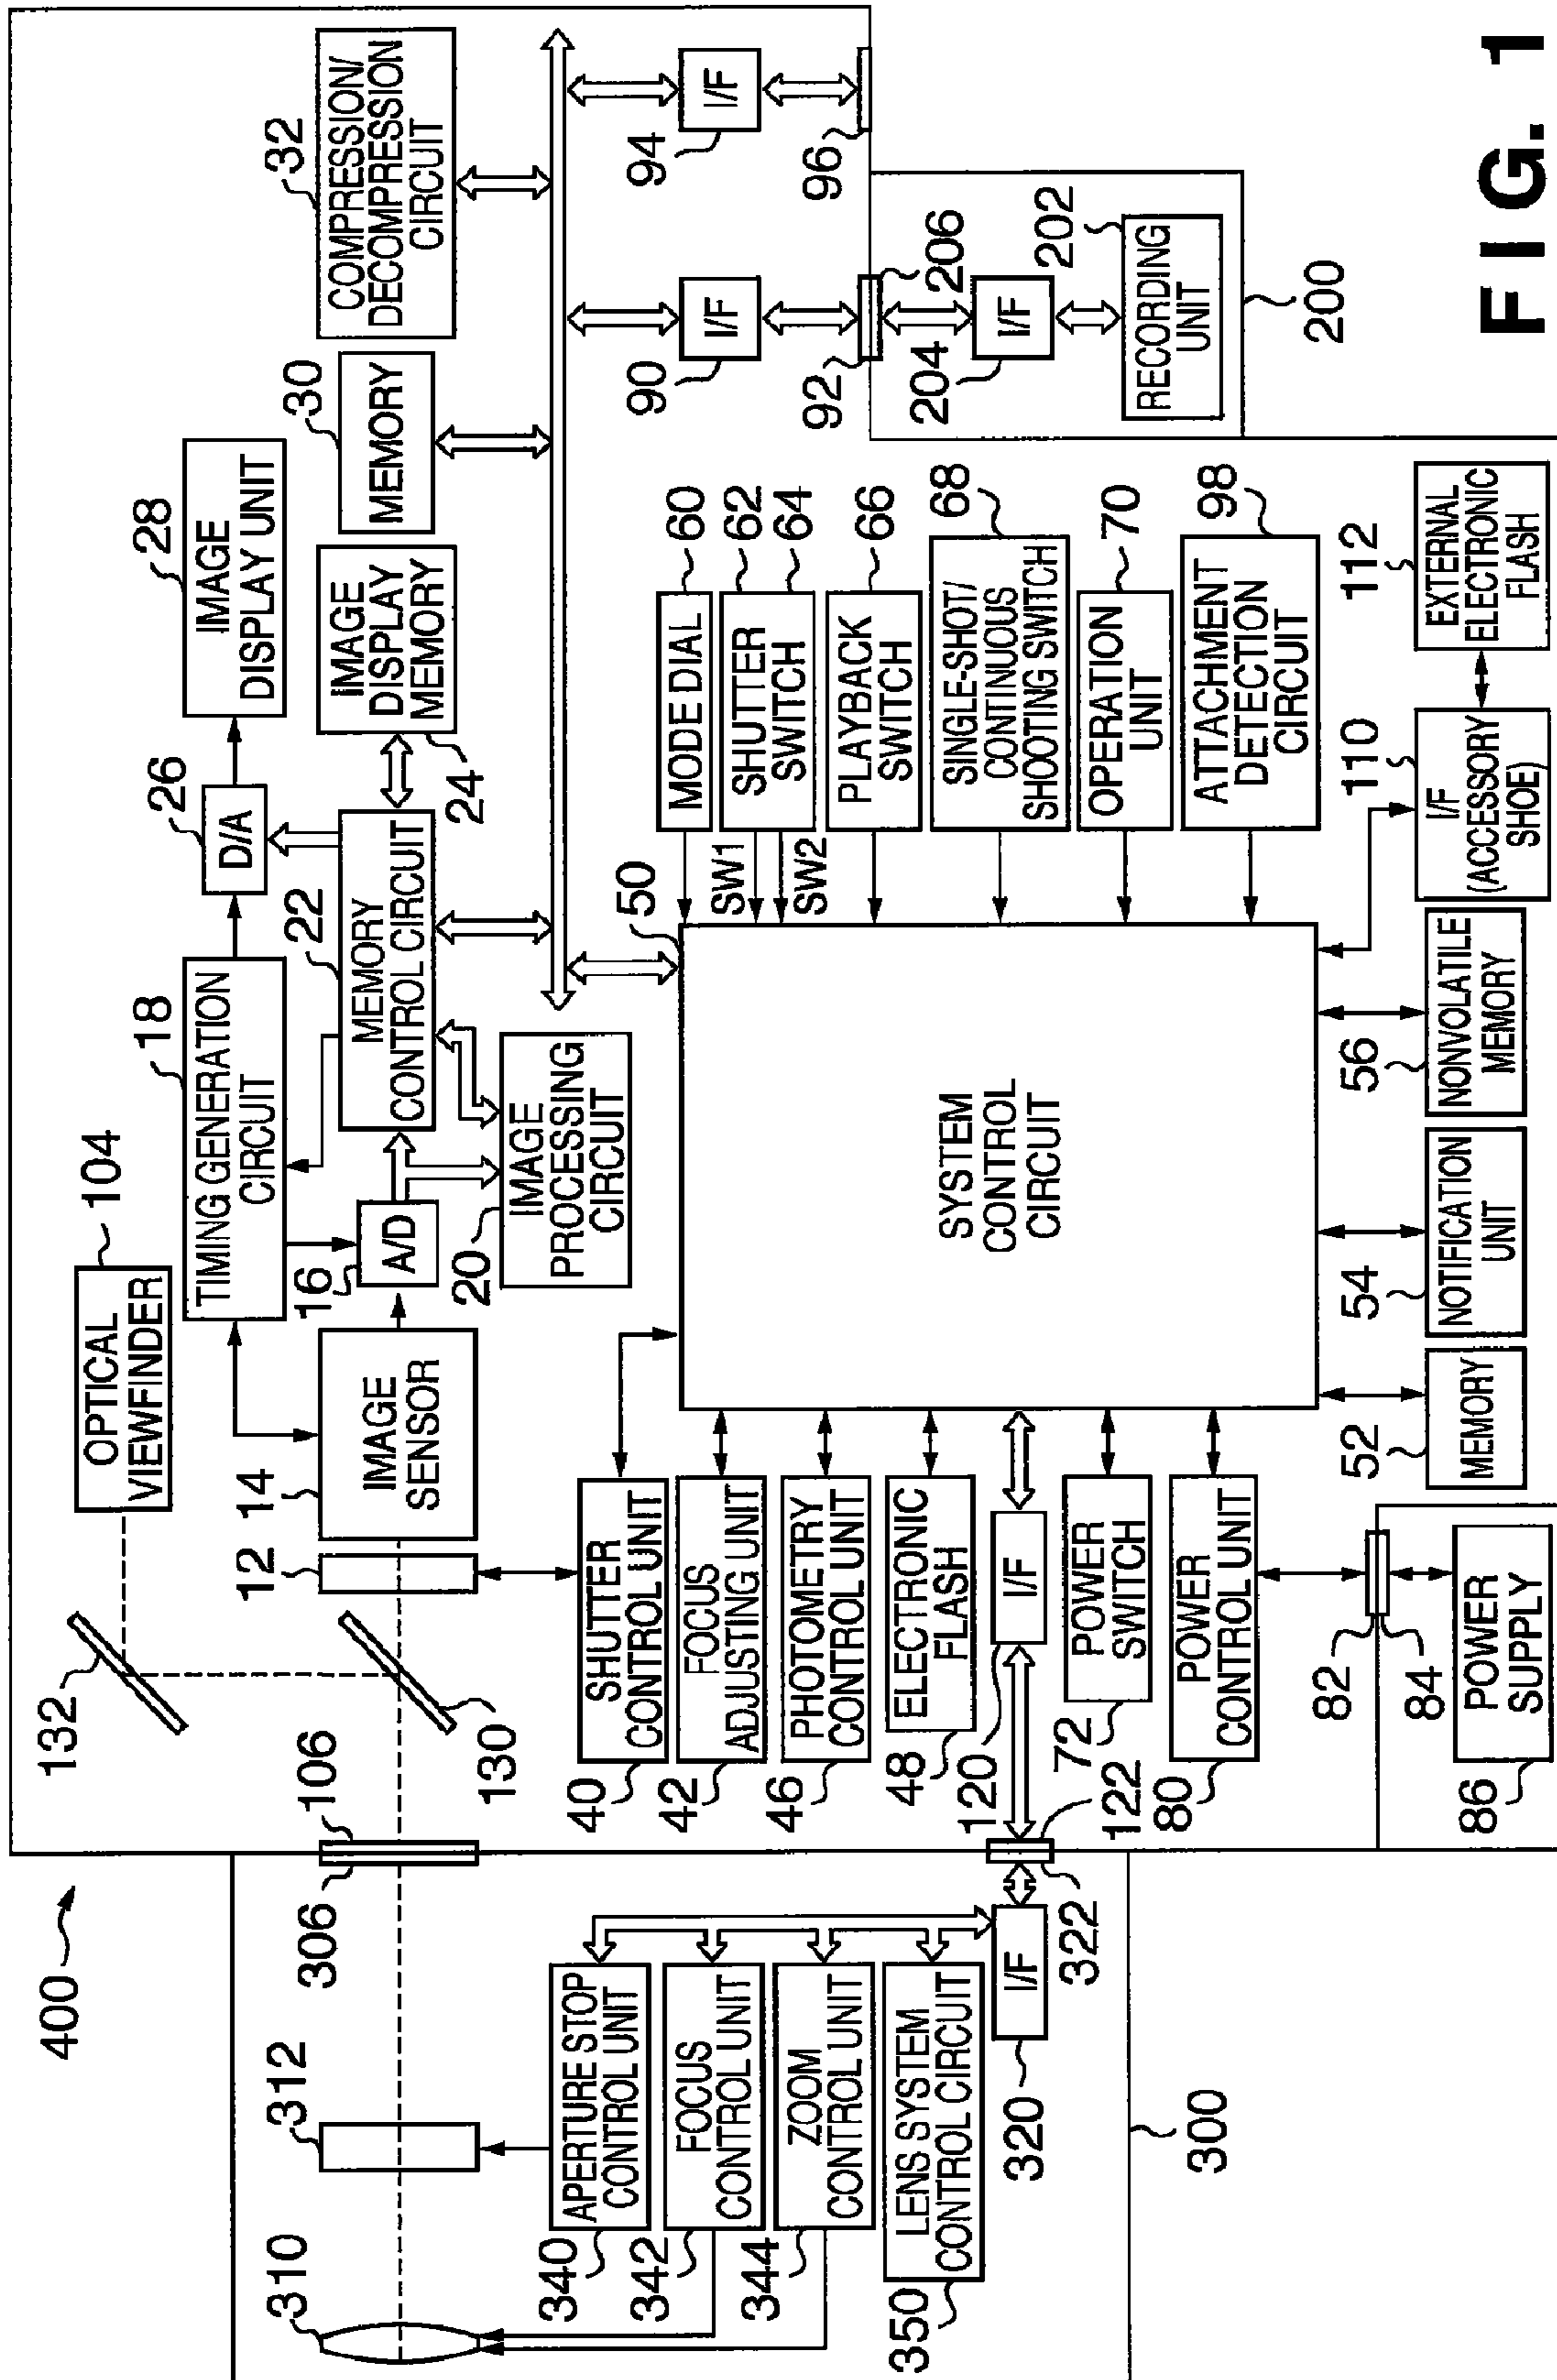 400
310
312
306
106
132
130
12
14
IMAGE
SENSOR
OPTICAL
VIEWFINDER
104
18
TIMING GENERATION
CIRCUIT
16
A/D
20
IMAGE
PROCESSING
CIRCUIT
22
MEMORY
CONTROL CIRCUIT
26
D/A
24
IMAGE
DISPLAY
MEMORY
28
IMAGE
DISPLAY UNIT
30
MEMORY
32
COMPRESSION/
DECOMPRESSION
CIRCUIT
340
APERTURE STOP
CONTROL UNIT
342
FOCUS
CONTROL UNIT
344
ZOOM
CONTROL UNIT
350
LENS SYSTEM
CONTROL CIRCUIT
320
I/F
322
122
300
40
SHUTTER
CONTROL UNIT
42
FOCUS
ADJUSTING UNIT
46
PHOTOMETRY
CONTROL UNIT
48
ELECTRONIC
FLASH
120
I/F
72
POWER
SWITCH
80
POWER
CONTROL UNIT
82
84
86
POWER
SUPPLY
50
SYSTEM
CONTROL
CIRCUIT
52
MEMORY
54
NOTIFICATION
UNIT
56
NONVOLATILE
MEMORY
110
I/F
(ACCESSORY
SHOE)
112
EXTERNAL
ELECTRONIC
FLASH
MODE DIAL
60
SW1
SW2
SHUTTER
SWITCH
62
64
PLAYBACK
SWITCH
66
SINGLE-SHOT/
CONTINUOUS
SHOOTING SWITCH
68
OPERATION
UNIT
70
ATTACHMENT
DETECTION
CIRCUIT
98
90
I/F
94
I/F
92
96
206
204
I/F
202
RECORDING
UNIT
200
FIG. 1